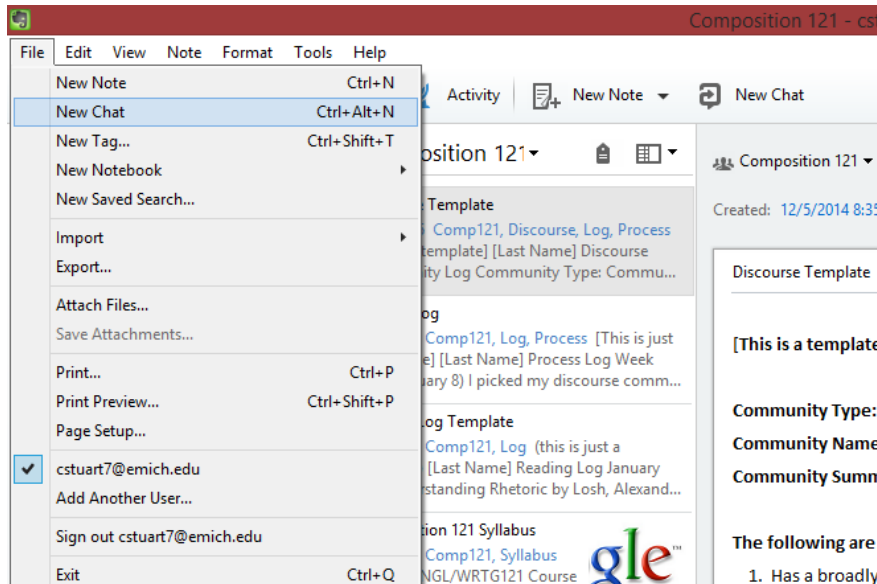 Composition 121 - cst
File Edit View Note Format Tools Help
New Note Ctrl+N
New Chat Ctrl+Alt+N
New Tag... Ctrl+Shift+T
New Notebook
New Saved Search...
Import
Export...
Attach Files...
Save Attachments...
Print... Ctrl+P
Print Preview... Ctrl+Shift+P
Page Setup...
cstuart7@emich.edu
Add Another User...
Sign out cstuart7@emich.edu
Exit Ctrl+Q
Activity New Note New Chat
osition 121
Template
Comp121, Discourse, Log, Process
template] [Last Name] Discourse
ity Log Community Type: Commu...
og
Comp121, Log, Process [This is just
e] [Last Name] Process Log Week
uary 8) I picked my discourse comm...
Log Template
Comp121, Log (this is just a
[Last Name] Reading Log January
rstanding Rhetoric by Losh, Alexand...
tion 121 Syllabus
Comp121, Syllabus
NGL/WRTG121 Course
gle™
Composition 121
Created: 12/5/2014 8:35
Discourse Template
[This is a template
Community Type:
Community Name
Community Summ
The following are
1. Has a broadly